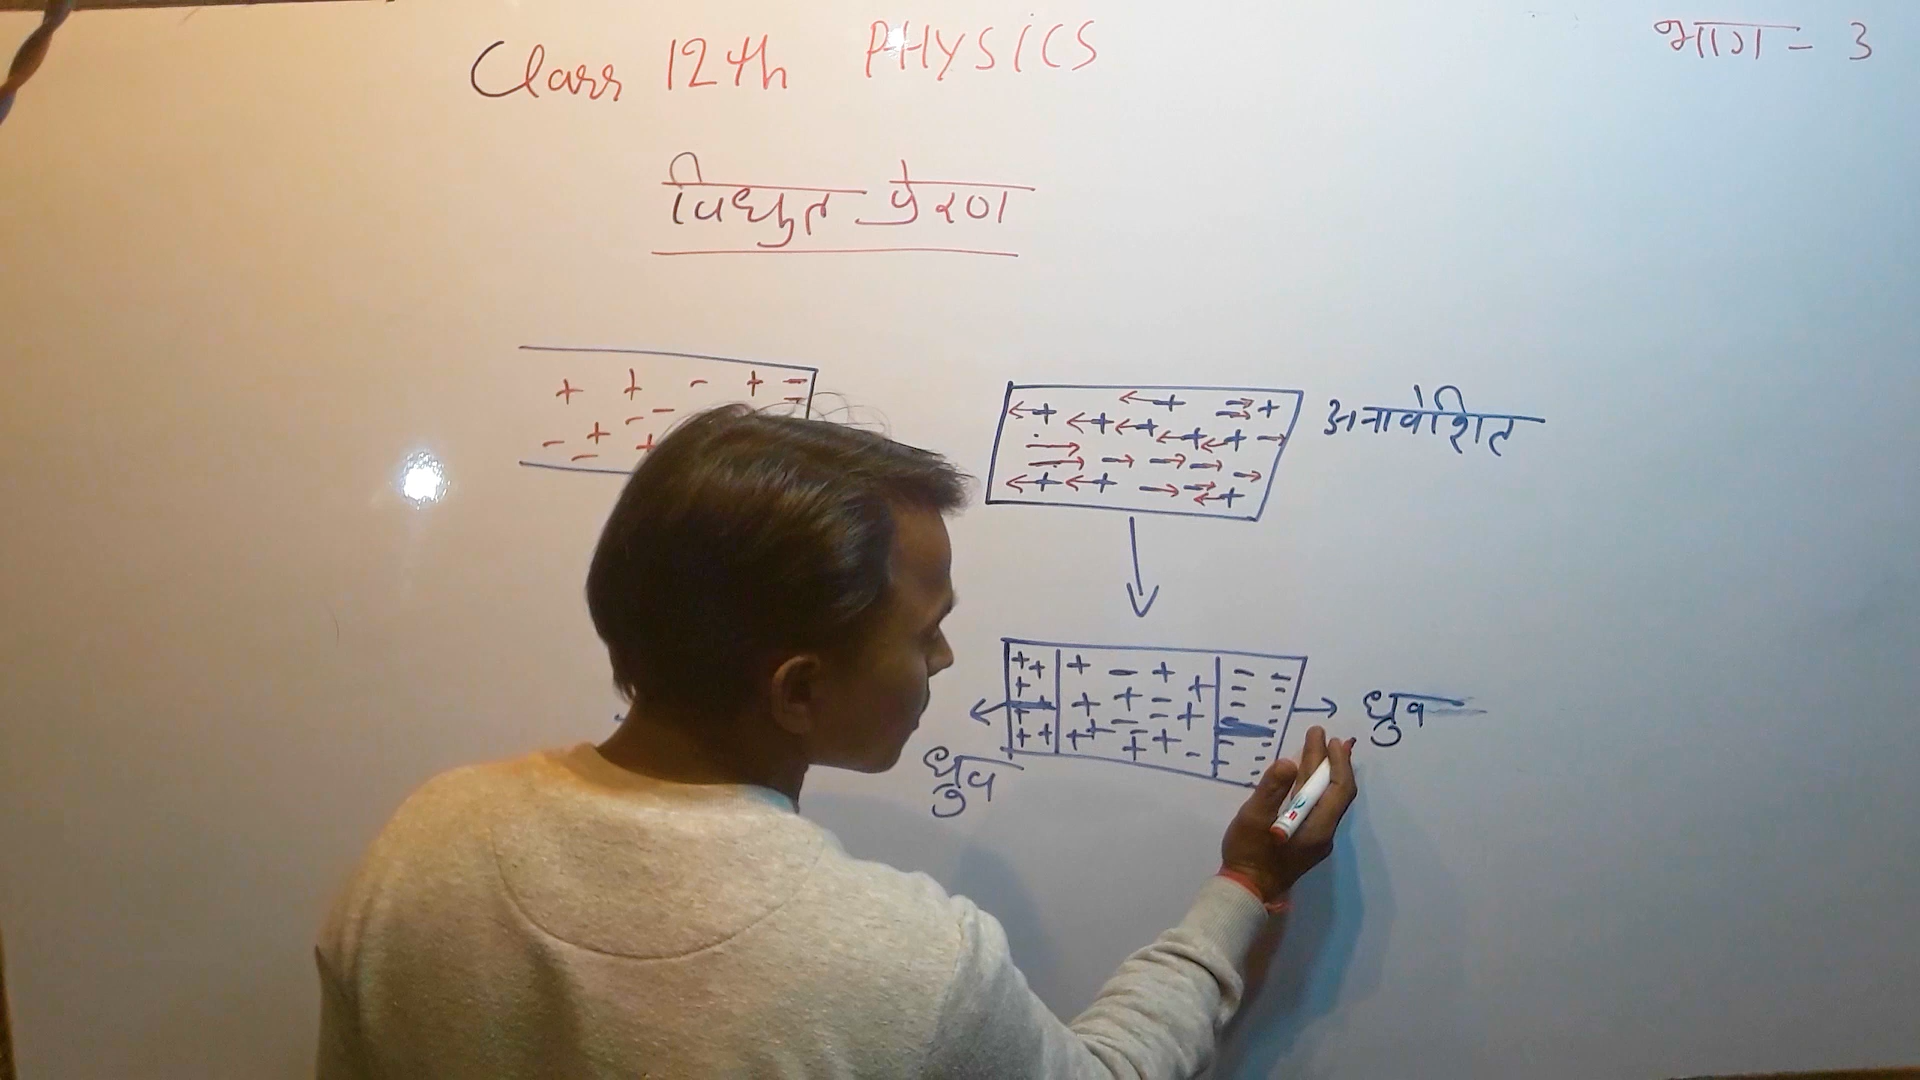 Class 12th PHYSICS
भाग - 3
विधुत प्रेरण
अनावेशित
ध्रुव
ध्रुव